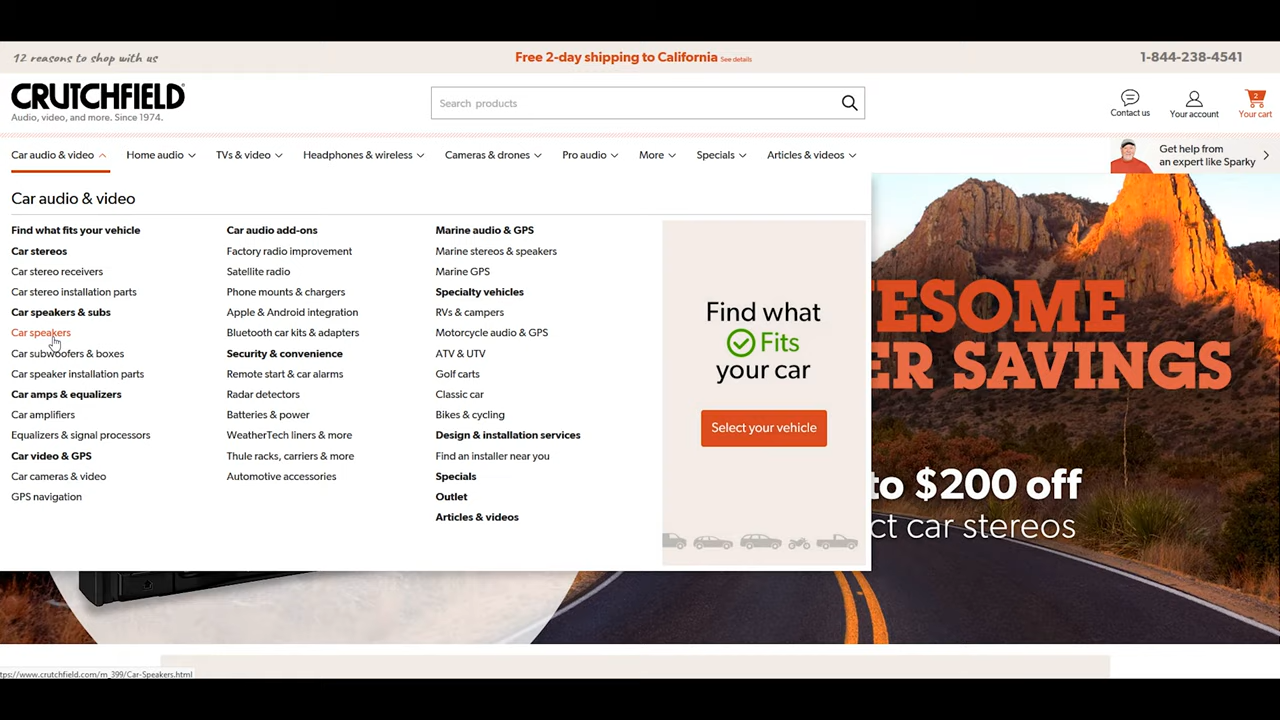 12 reasons to shop with us
Free 2-day shipping to California See details
1-844-238-4541
CRUTCHFIELD
Audio, video, and more. Since 1974.
Search products
Contact us
Your account
2
Your cart
Car audio & video
Home audio
TVs & video
Headphones & wireless
Cameras & drones
Pro audio
More
Specials
Articles & videos
Get help from
an expert like Sparky
Car audio & video
Find what fits your vehicle
Car stereos
Car stereo receivers
Car stereo installation parts
Car speakers & subs
Car speakers
Car subwoofers & boxes
Car speaker installation parts
Car amps & equalizers
Car amplifiers
Equalizers & signal processors
Car video & GPS
Car cameras & video
GPS navigation
Car audio add-ons
Factory radio improvement
Satellite radio
Phone mounts & chargers
Apple & Android integration
Bluetooth car kits & adapters
Security & convenience
Remote start & car alarms
Radar detectors
Batteries & power
WeatherTech liners & more
Thule racks, carriers & more
Automotive accessories
Marine audio & GPS
Marine stereos & speakers
Marine GPS
Specialty vehicles
RVs & campers
Motorcycle audio & GPS
ATV & UTV
Golf carts
Classic car
Bikes & cycling
Design & installation services
Find an installer near you
Specials
Outlet
Articles & videos
Find what
Fits
your car
Select your vehicle
ESOME
ER SAVINGS
to $200 off
ct car stereos
tps://www.crutchfield.com/m_399/Car-Speakers.html